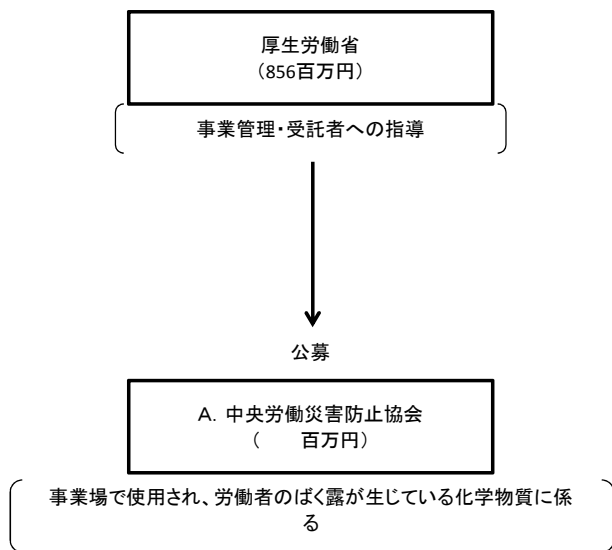 厚生労働省
（856百万円）
事業管理・受託者への指導
公募
A．中央労働災害防止協会
（　　百万円）
事業場で使用され、労働者のばく露が生じている化学物質に係
る